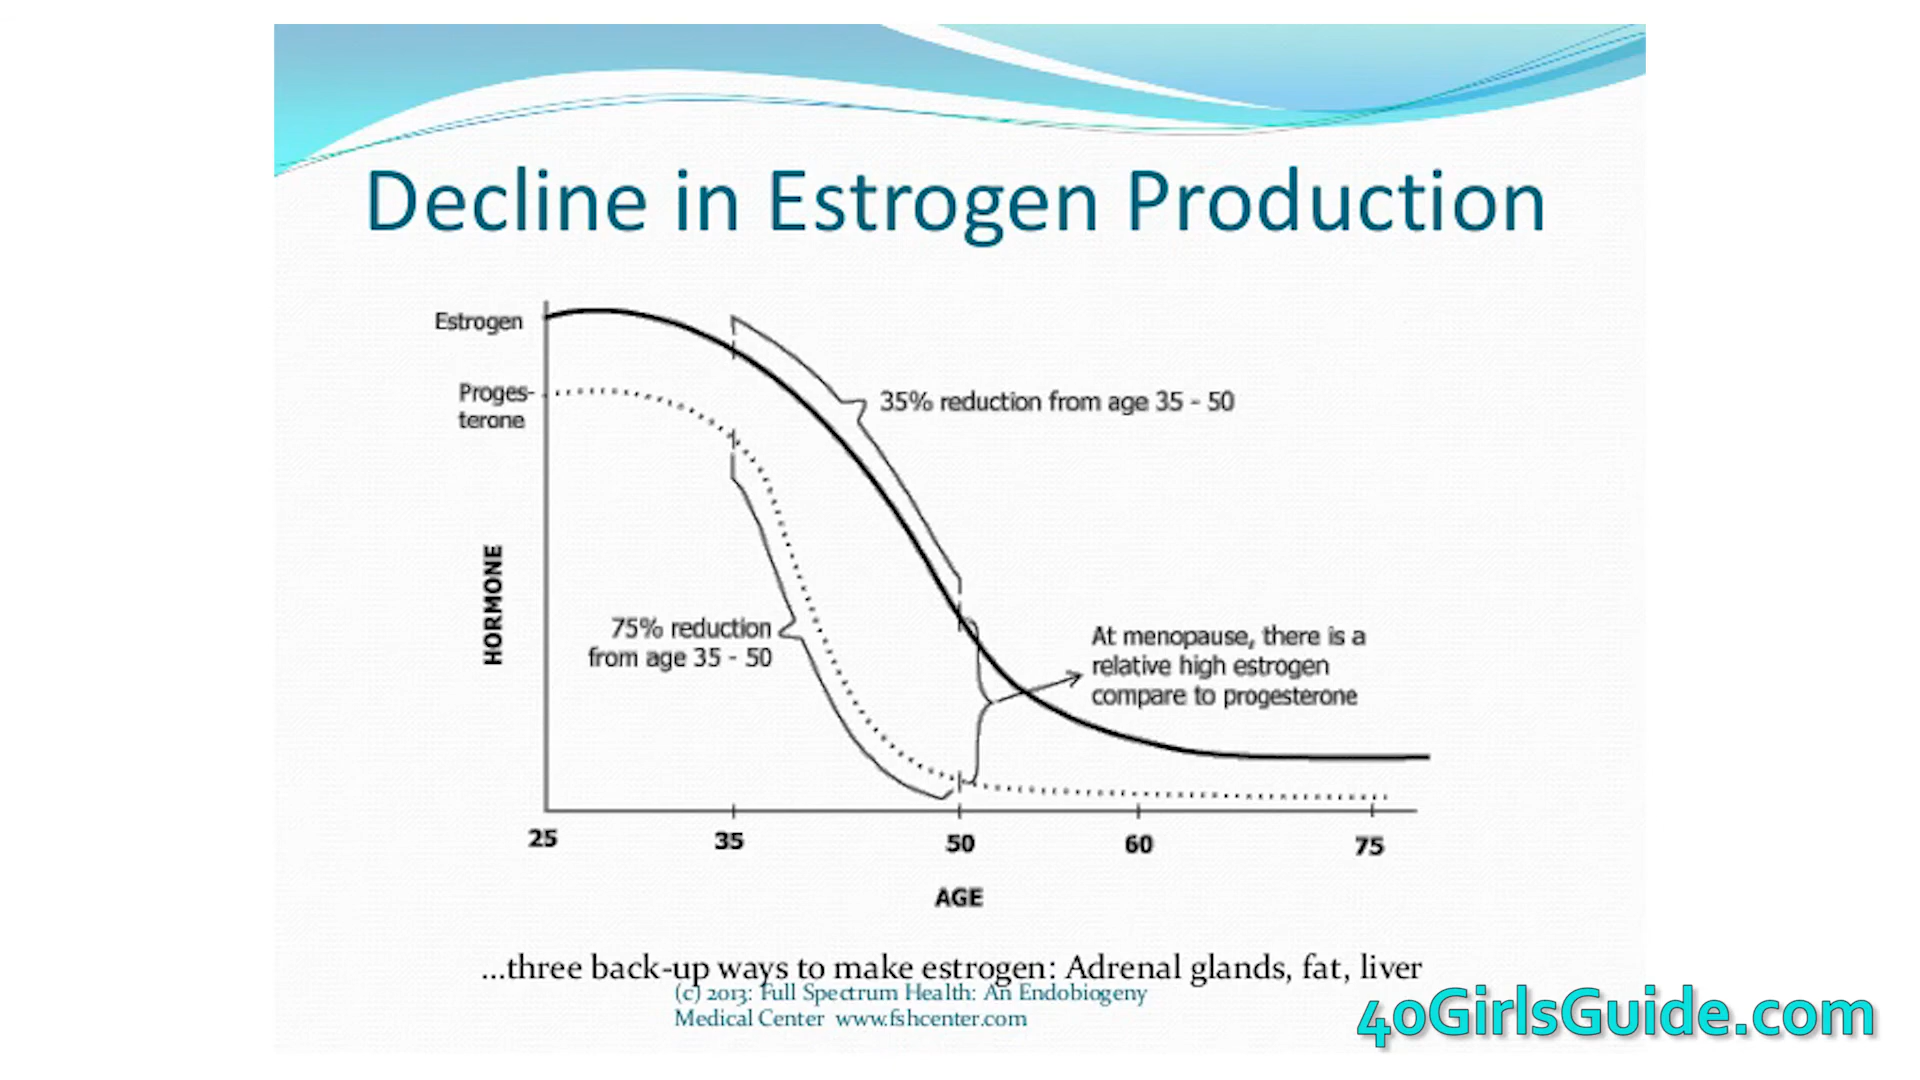 Decline in Estrogen Production
Estrogen
Proges-
terone
35% reduction from age 35 - 50
HORMONE
75% reduction
from age 35 - 50
At menopause, there is a
relative high estrogen
compare to progesterone
25 35 50 60 75
AGE
...three back-up ways to make estrogen: Adrenal glands, fat, liver
(c) 2013: Full Spectrum Health: An Endobiogeny
Medical Center www.fshcenter.com
40GirlsGuide.com